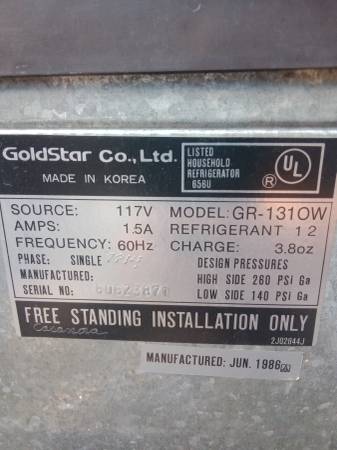 GoldStar Co., Ltd.
MADE IN KOREA
LISTED
HOUSEHOLD
REFRIGERATOR
656U
UL
®
SOURCE: 117V
AMPS: 1.5A
FREQUENCY: 60Hz
PHASE: SINGLE
MANUFACTURED:
SERIAL NO:
MODEL: GR-131OW
REFRIGERANT 12
CHARGE: 3.8oz
DESIGN PRESSURES
HIGH SIDE 260 PSi Ga
LOW SIDE 140 PSi Ga
FREE STANDING INSTALLATION ONLY
2J02844J
MANUFACTURED: JUN. 1986